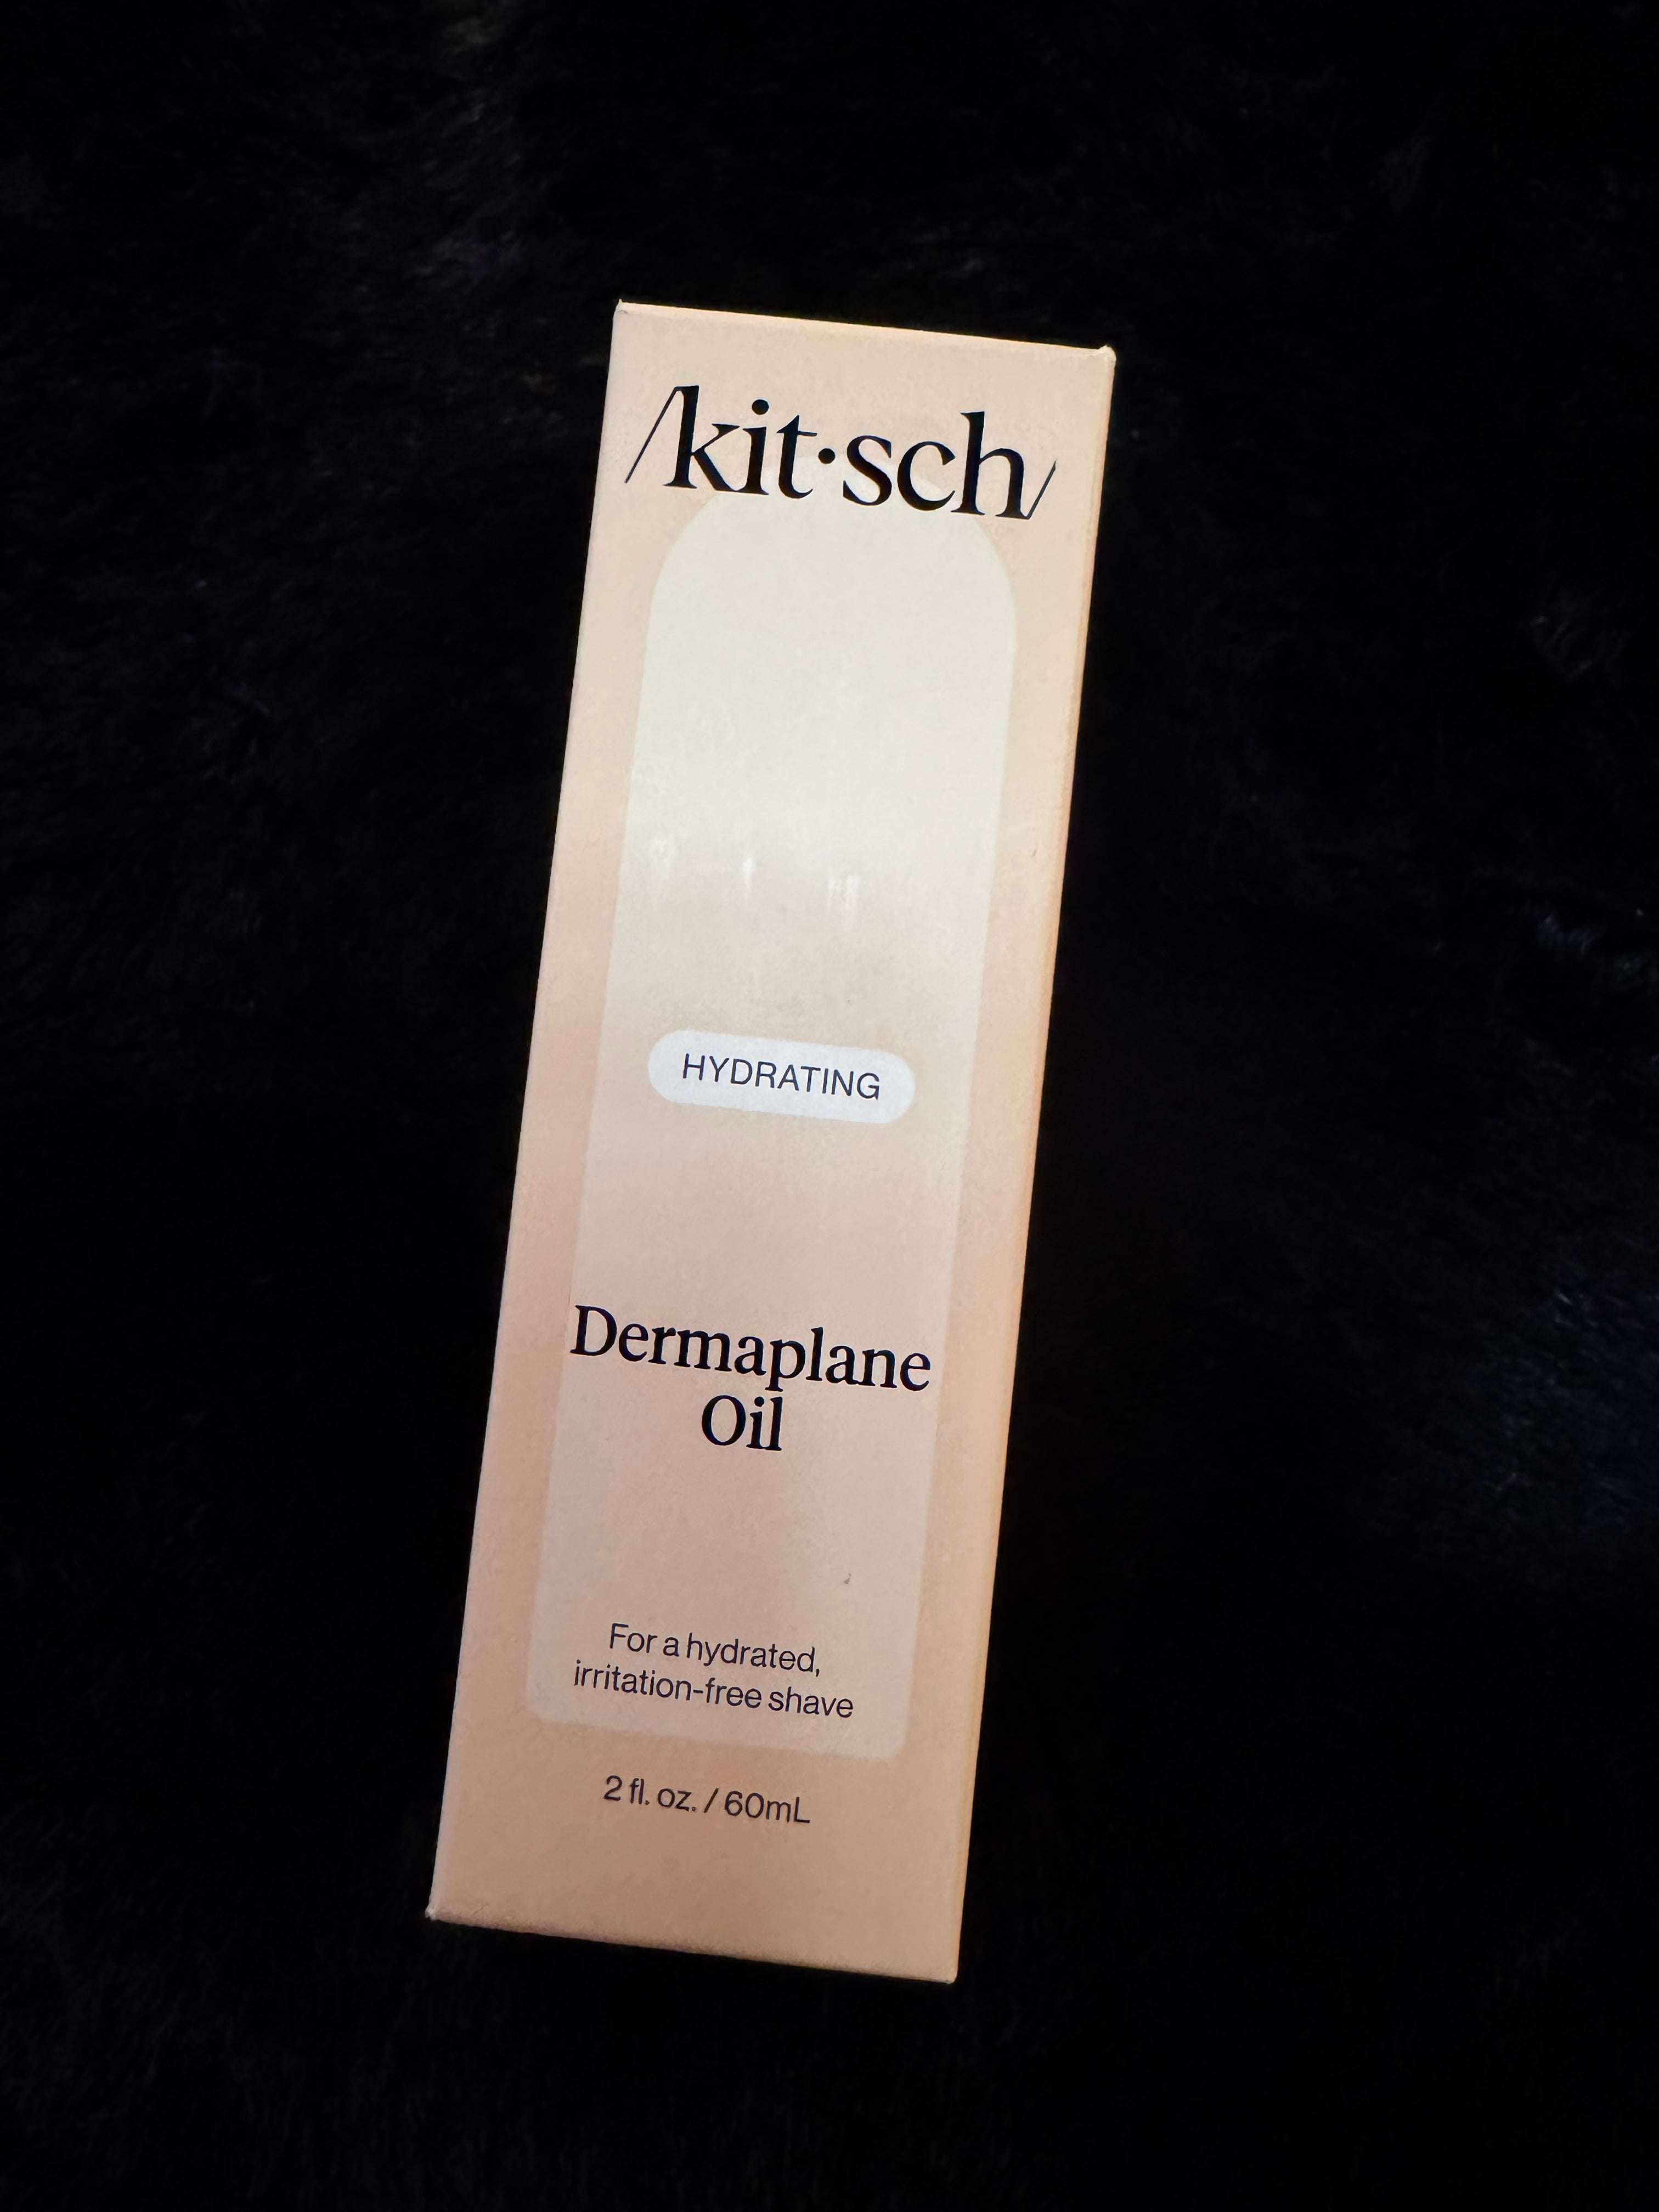 /kit·sch/
HYDRATING
Dermaplane
Oil
For a hydrated,
irritation-free shave
2 fl. oz. / 60mL